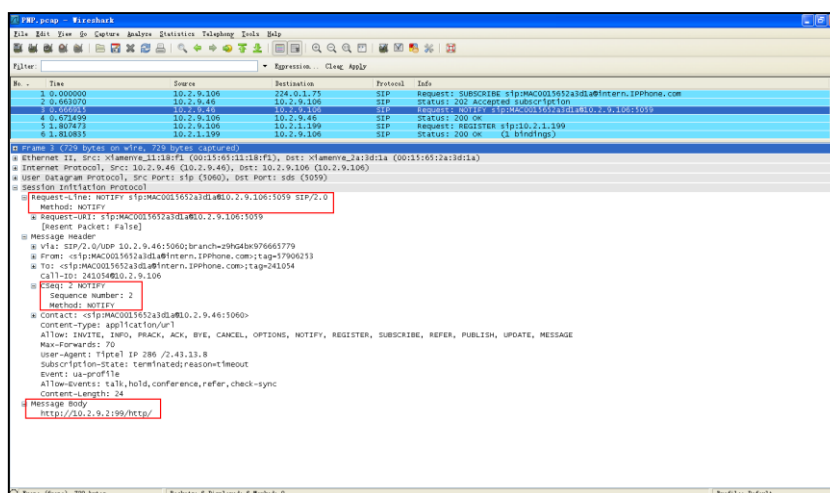 PNP.pcap - Wireshark
File Edit View Go Capture Analyze Statistics Telephony Tools Help
Filter: Expression... Clear Apply
No. . Time Source Destination Protocol Info
1 0.000000 10.2.9.106 224.0.1.75 SIP Request: SUBSCRIBE sip:MAC0015652a3d1a@intern.IPPhone.com
2 0.663070 10.2.9.46 10.2.9.106 SIP Status: 202 Accepted subscription
3 0.666915 10.2.9.46 10.2.9.106 SIP Request: NOTIFY sip:MAC0015652a3d1a@10.2.9.106:5059
4 0.671499 10.2.9.106 10.2.9.46 SIP Status: 200 OK
5 1.807473 10.2.9.106 10.2.1.199 SIP Request: REGISTER sip:10.2.1.199
6 1.810835 10.2.1.199 10.2.9.106 SIP Status: 200 OK (1 bindings)
Frame 3 (729 bytes on wire, 729 bytes captured)
Ethernet II, Src: XiamenYe_11:18:f1 (00:15:65:11:18:f1), Dst: XiamenYe_2a:3d:1a (00:15:65:2a:3d:1a)
Internet Protocol, Src: 10.2.9.46 (10.2.9.46), Dst: 10.2.9.106 (10.2.9.106)
User Datagram Protocol, Src Port: sip (5060), Dst Port: sds (5059)
Session Initiation Protocol
Request-Line: NOTIFY sip:MAC0015652a3d1a@10.2.9.106:5059 SIP/2.0
Method: NOTIFY
Request-URI: sip:MAC0015652a3d1a@10.2.9.106:5059
[Resent Packet: False]
Message Header
Via: SIP/2.0/UDP 10.2.9.46:5060;branch=z9hG4bK976665779
From: <sip:MAC0015652a3d1a@intern.IPPhone.com>;tag=57906253
To: <sip:MAC0015652a3d1a@intern.IPPhone.com>;tag=241054
Call-ID: 241054@10.2.9.106
CSeq: 2 NOTIFY
Sequence Number: 2
Method: NOTIFY
Contact: <sip:MAC0015652a3d1a@10.2.9.46:5060>
Content-Type: application/url
Allow: INVITE, INFO, PRACK, ACK, BYE, CANCEL, OPTIONS, NOTIFY, REGISTER, SUBSCRIBE, REFER, PUBLISH, UPDATE, MESSAGE
Max-Forwards: 70
User-Agent: Tiptel IP 286 /2.43.13.8
Subscription-State: terminated;reason=timeout
Event: ua-profile
Allow-Events: talk,hold,conference,refer,check-sync
Content-Length: 24
Message Body
http://10.2.9.2:99/http/